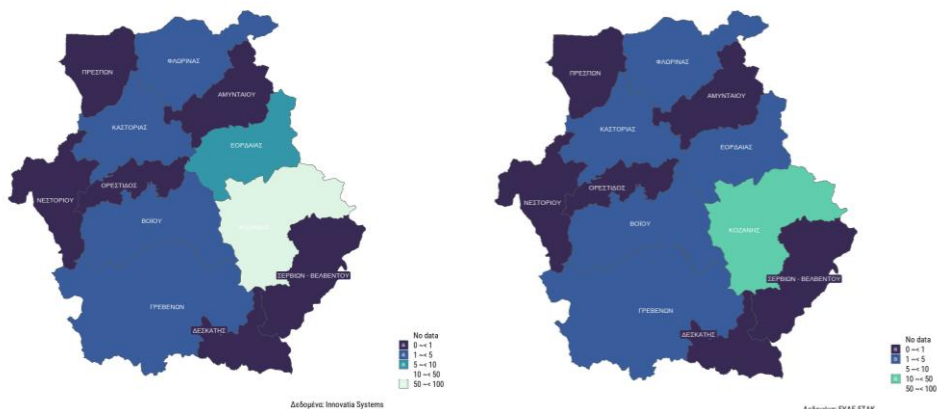 ΦΛΩΡΙΝΑΣ
ΠΡΕΣΠΩΝ
ΑΜΥΝΤΑΙΟΥ
ΚΑΣΤΟΡΙΑΣ
ΕΟΡΔΑΙΑΣ
ΟΡΕΣΤΙΔΟΣ
ΝΕΣΤΟΡΙΟΥ
ΒΟΪΟΥ
ΣΕΡΒΙΩΝ - ΒΕΛΒΕΝΤΟΥ
ΓΡΕΒΕΝΩΝ
ΔΕΣΚΑΤΗΣ
No data
0 –< 1
1 –< 5
5 –< 10
10 –< 50
50 –< 100
Δεδομένα: Innovatia Systems
ΦΛΩΡΙΝΑΣ
ΠΡΕΣΠΩΝ
ΑΜΥΝΤΑΙΟΥ
ΚΑΣΤΟΡΙΑΣ
ΕΟΡΔΑΙΑΣ
ΟΡΕΣΤΙΔΟΣ
ΝΕΣΤΟΡΙΟΥ
ΒΟΪΟΥ
ΚΟΖΑΝΗΣ
ΣΕΡΒΙΩΝ - ΒΕΛΒΕΝΤΟΥ
ΓΡΕΒΕΝΩΝ
ΔΕΣΚΑΤΗΣ
No data
0 –< 1
1 –< 5
5 –< 10
10 –< 50
50 –< 100